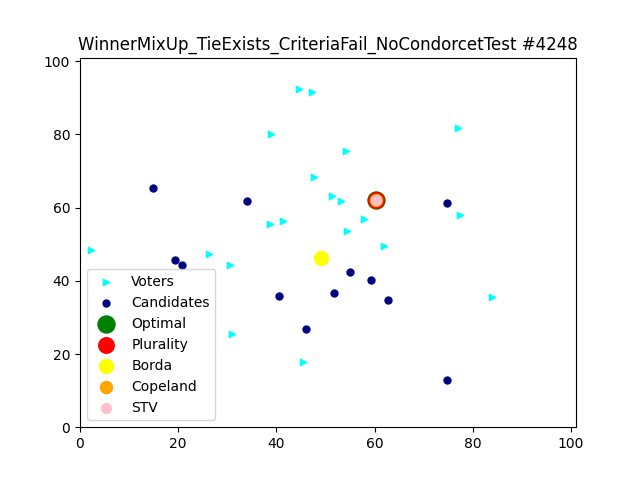 WinnerMixUp_TieExists_CriteriaFail_NoCondorcetTest #4248
100
80
60
40
20
0
Voters
Candidates
Optimal
Plurality
Borda
Copeland
STV
0 20 40 60 80 100